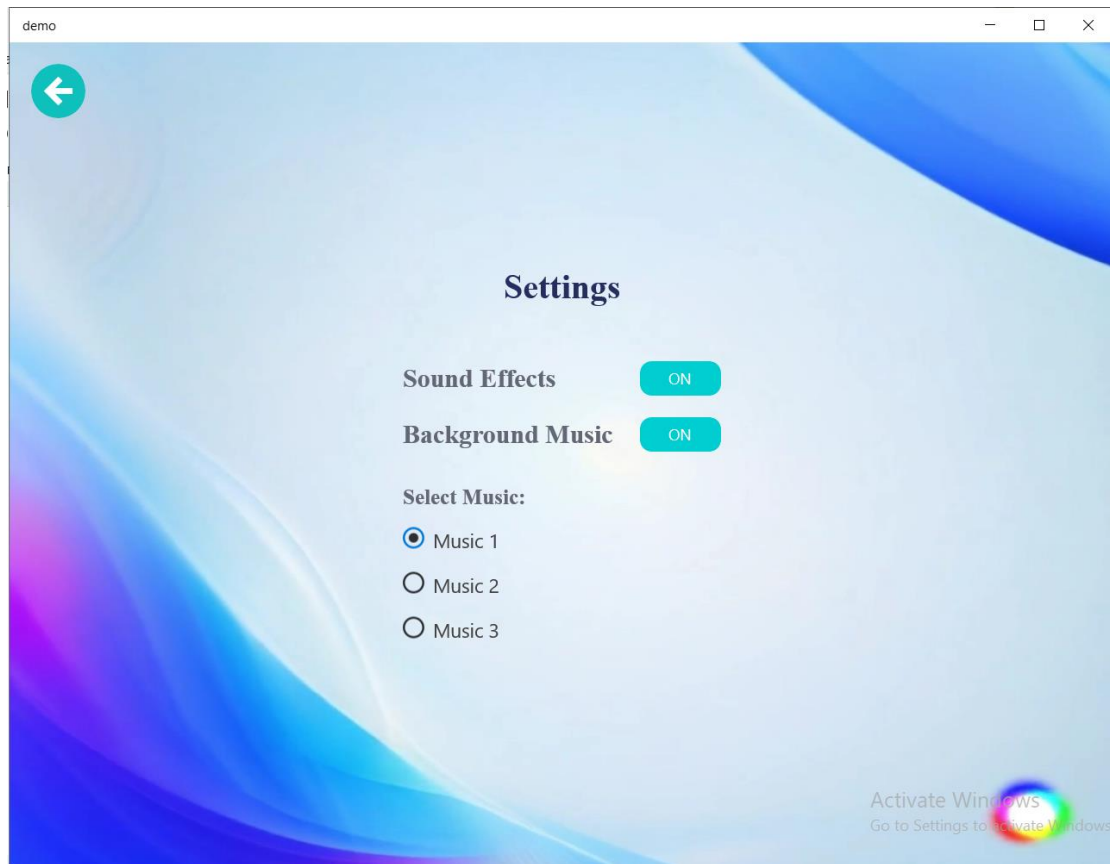 demo
Settings
Sound Effects ON
Background Music ON
Select Music:
Music 1
Music 2
Music 3
Activate Windows
Go to Settings to activate Windows